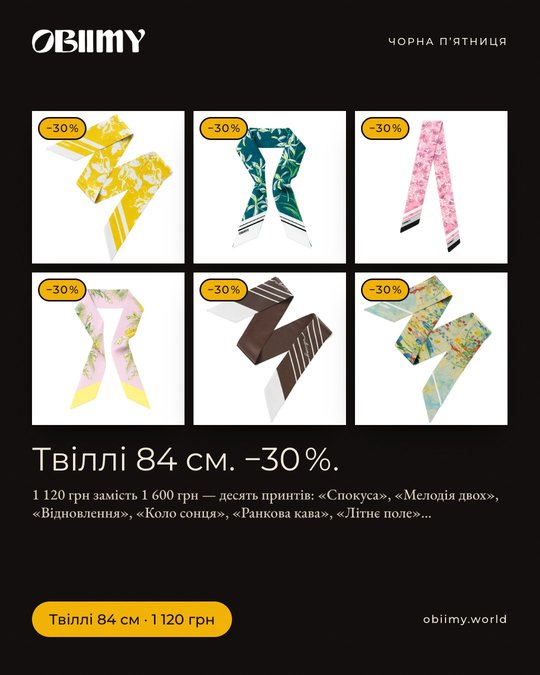 OBIIMY
ЧОРНА П'ЯТНИЦЯ
−30%
−30%
−30%
−30%
−30%
−30%
Твіллі 84 см. −30%.
1 120 грн замість 1 600 грн — десять принтів: «Спокуса», «Мелодія двох»,
«Відновлення», «Коло сонця», «Ранкова кава», «Літнє поле»...
Твіллі 84 см · 1 120 грн
obiimy.world